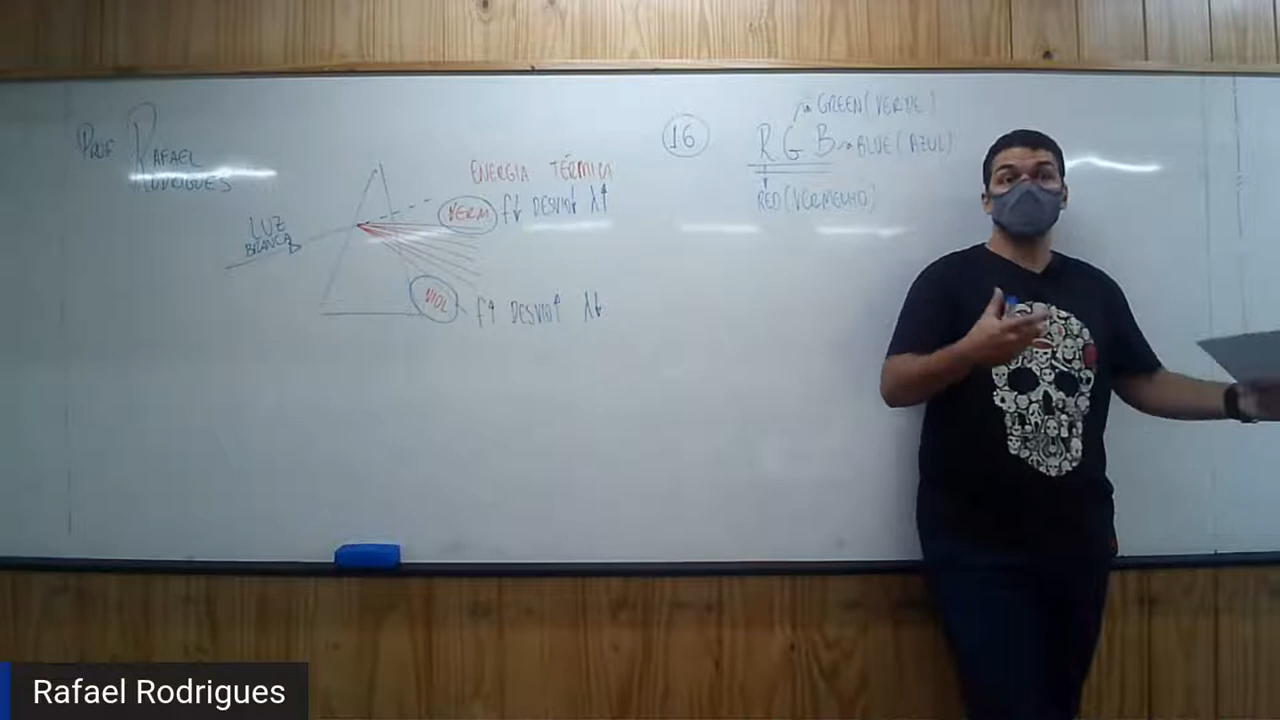 PROF RAFAEL
RODRIGUES
LUZ
BRANCA
ENERGIA TÉRMICA
VERM f↓ DESVIO↓ λ↑
VIOL f↑ DESVIO↑ λ↓
16
GREEN (VERDE)
R G B → BLUE (AZUL)
RED (VERMELHO)
Rafael Rodrigues